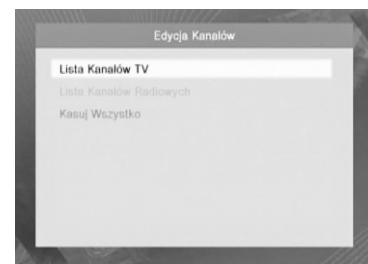 Edycja Kanałów
Lista Kanałów TV
Lista Kanałów Radiowych
Kasuj Wszystko